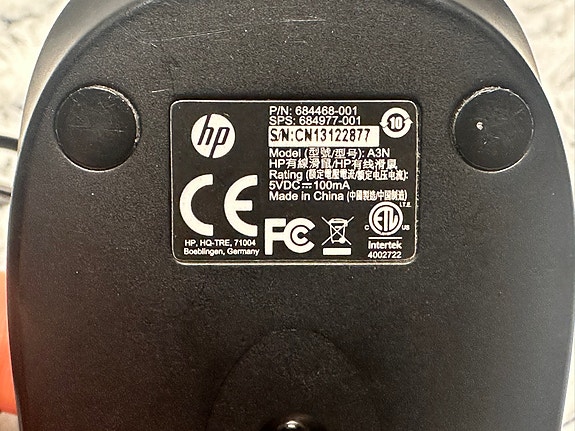 hp
P/N: 684468-001
SPS: 684977-001
S/N:CN13122877
10
Model (型號/型号): A3N
HP有線滑鼠/HP有线滑鼠
Rating (額定電壓電流/额定电压电流):
5VDC⎓100mA
Made in China (中國製造/中国制造)
CE
HP, HQ-TRE, 71004
Boeblingen, Germany
FC
I.T.E.
C ETL US
Intertek
4002722